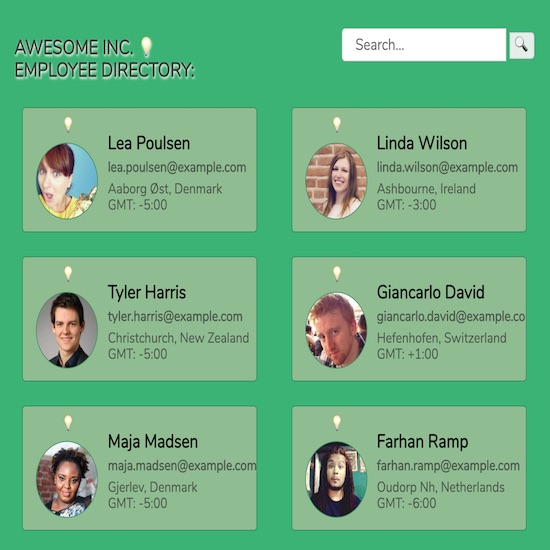 AWESOME INC.
EMPLOYEE DIRECTORY:
Search...
Lea Poulsen
lea.poulsen@example.com
Aaborg Øst, Denmark
GMT: -5:00
Linda Wilson
linda.wilson@example.com
Ashbourne, Ireland
GMT: -3:00
Tyler Harris
tyler.harris@example.com
Christchurch, New Zealand
GMT: -5:00
Giancarlo David
giancarlo.david@example.co
Hefenhofen, Switzerland
GMT: +1:00
Maja Madsen
maja.madsen@example.com
Gjerlev, Denmark
GMT: -5:00
Farhan Ramp
farhan.ramp@example.com
Oudorp Nh, Netherlands
GMT: -6:00